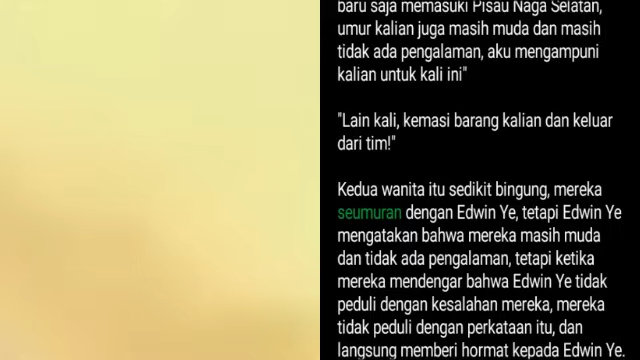 baru saja memasuki Pisau Naga Selatan,
umur kalian juga masih muda dan masih
tidak ada pengalaman, aku mengampuni
kalian untuk kali ini"
"Lain kali, kemasi barang kalian dan keluar
dari tim!"
Kedua wanita itu sedikit bingung, mereka
seumuran dengan Edwin Ye, tetapi Edwin Ye
mengatakan bahwa mereka masih muda
dan tidak ada pengalaman, tetapi ketika
mereka mendengar bahwa Edwin Ye tidak
peduli dengan kesalahan mereka, mereka
tidak peduli dengan perkataan itu, dan
langsung memberi hormat kepada Edwin Ye.